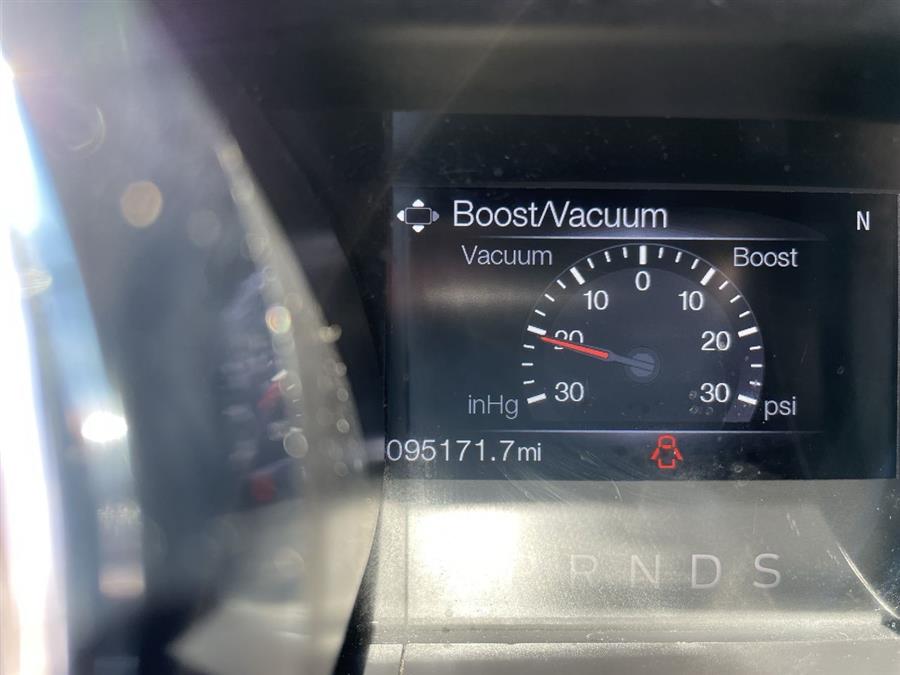 Boost/Vacuum N
Vacuum Boost
0
10 10
20 20
30 30
inHg psi
095171.7mi
P R N D S